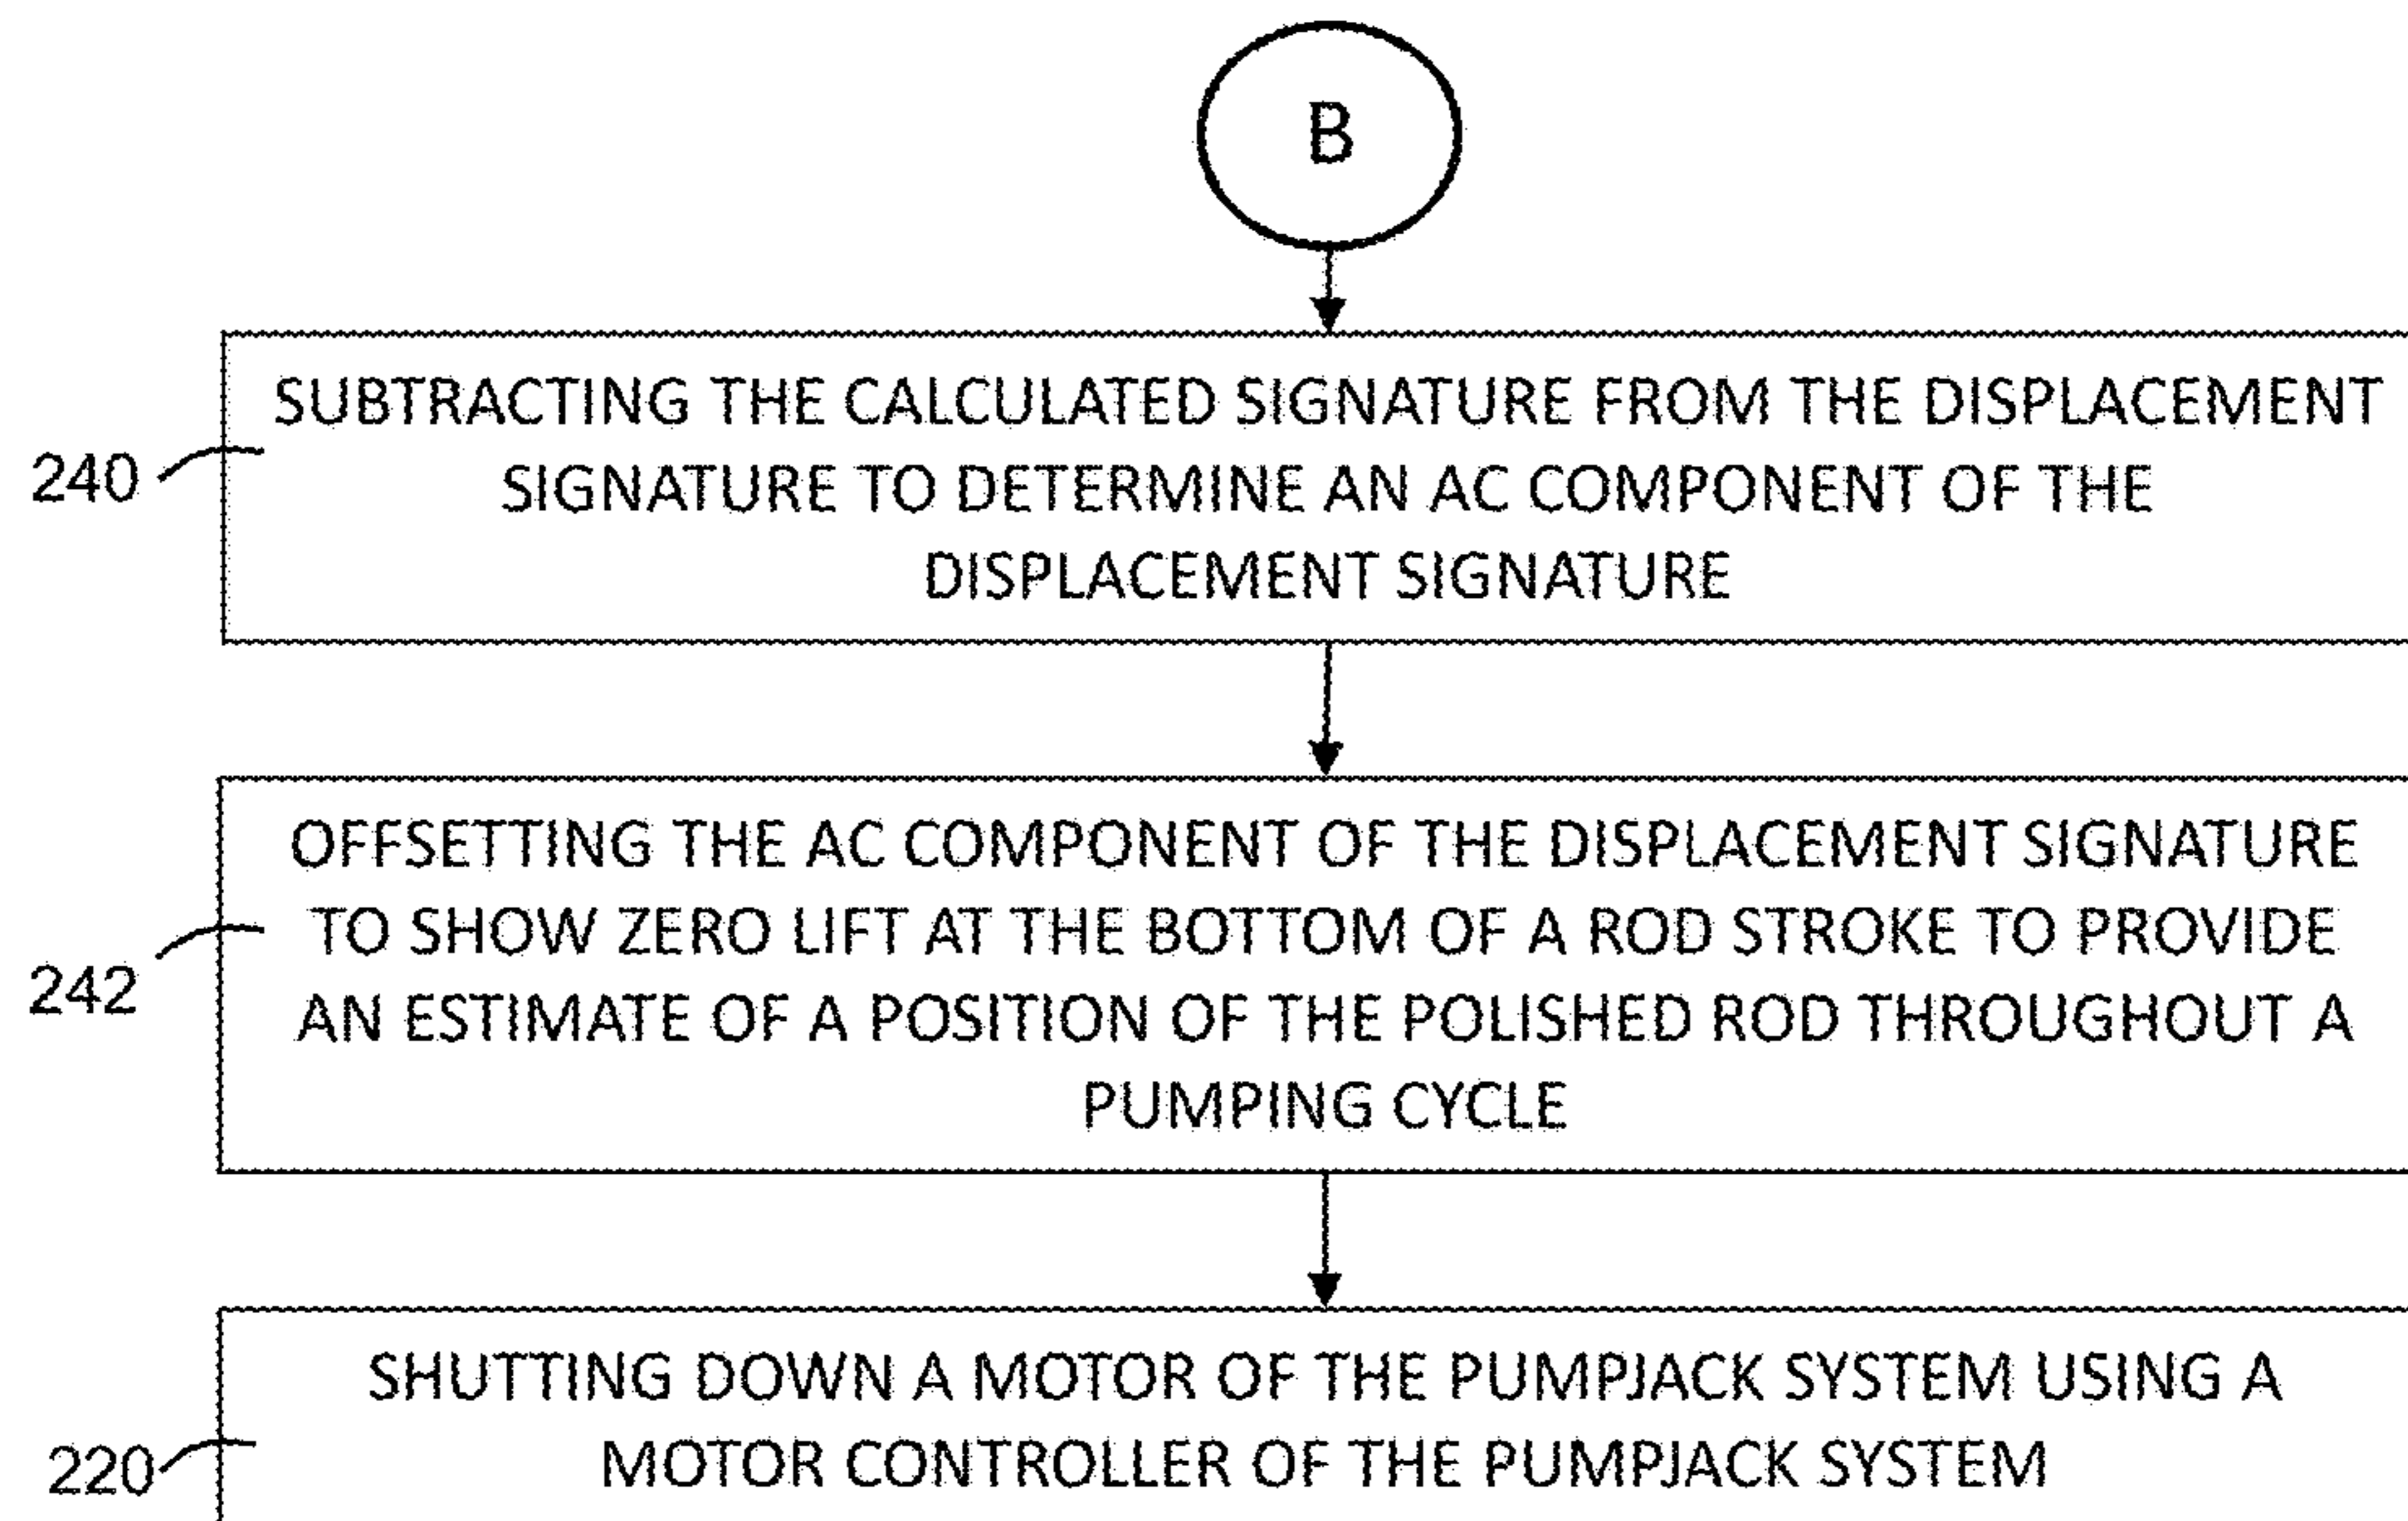 B
SUBTRACTING THE CALCULATED SIGNATURE FROM THE DISPLACEMENT
SIGNATURE TO DETERMINE AN AC COMPONENT OF THE
DISPLACEMENT SIGNATURE
240
OFFSETTING THE AC COMPONENT OF THE DISPLACEMENT SIGNATURE
TO SHOW ZERO LIFT AT THE BOTTOM OF A ROD STROKE TO PROVIDE
AN ESTIMATE OF A POSITION OF THE POLISHED ROD THROUGHOUT A
PUMPING CYCLE
242
SHUTTING DOWN A MOTOR OF THE PUMPJACK SYSTEM USING A
MOTOR CONTROLLER OF THE PUMPJACK SYSTEM
220